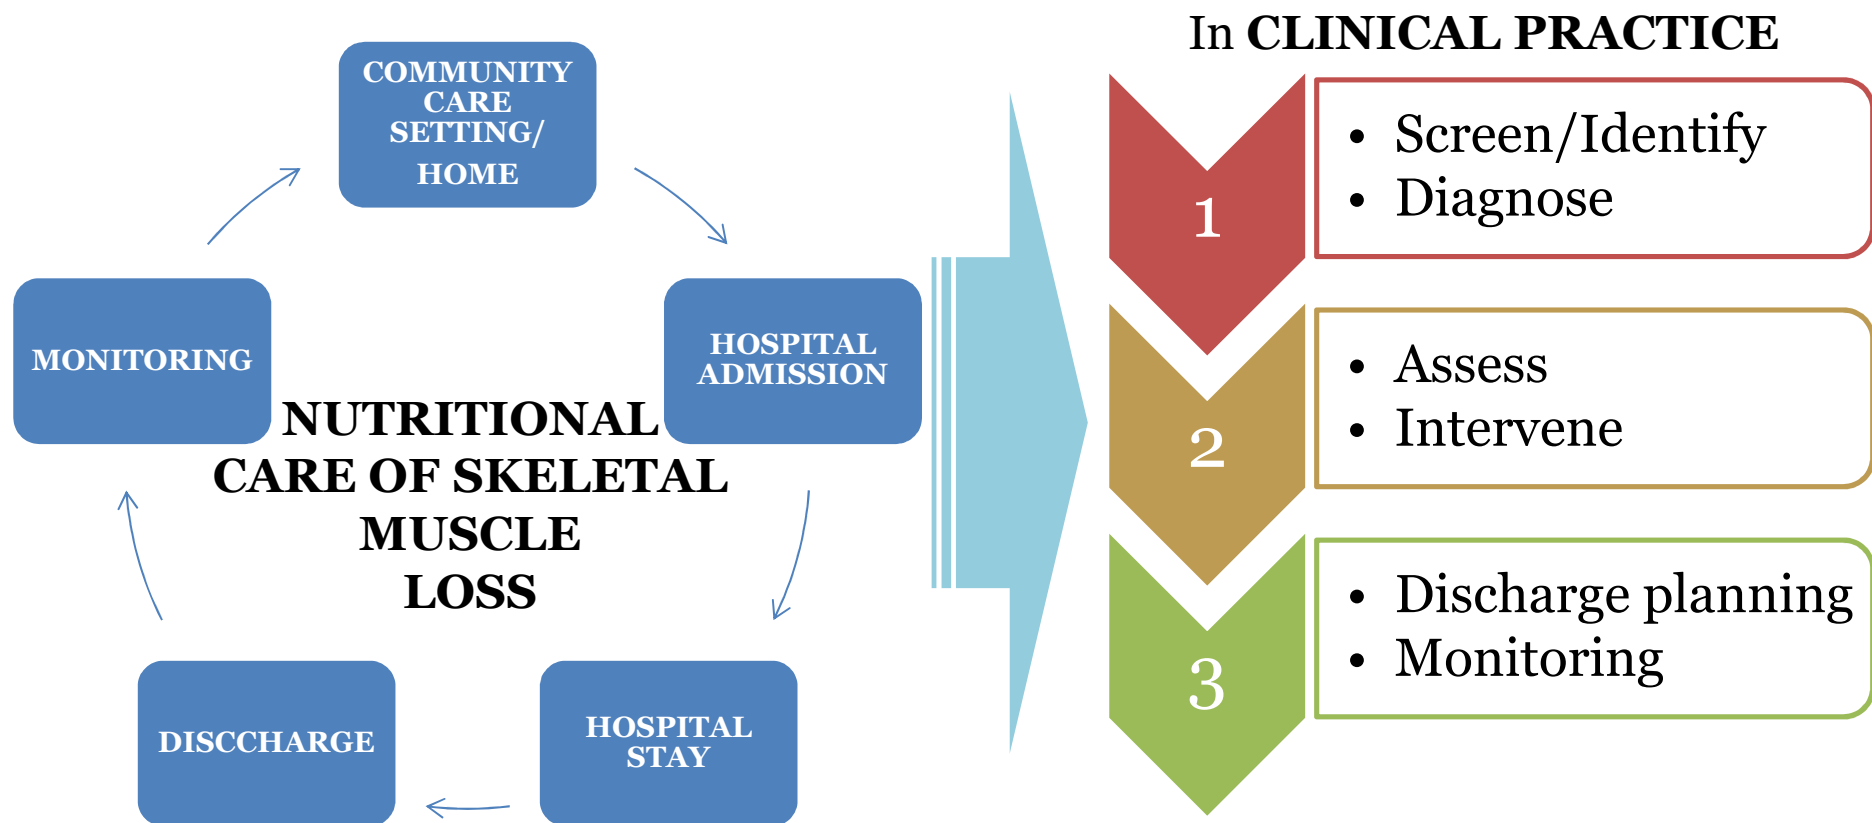 COMMUNITY
CARE
SETTING/
HOME
HOSPITAL
ADMISSION
HOSPITAL
STAY
DISCCHARGE
MONITORING
NUTRITIONAL
CARE OF SKELETAL
MUSCLE
LOSS
In CLINICAL PRACTICE
1
• Screen/Identify
• Diagnose
2
• Assess
• Intervene
3
• Discharge planning
• Monitoring